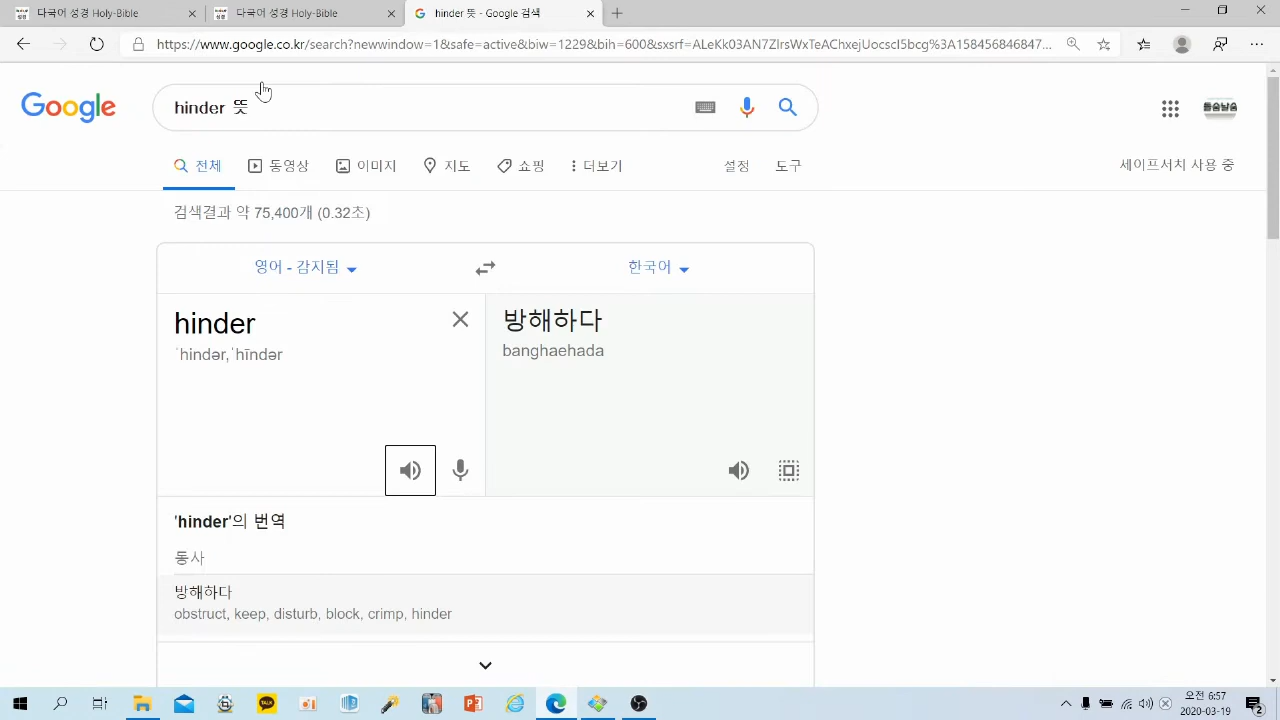 다국어 성경 Holy-Bible
다국어 성경 Holy-Bible
hinder 뜻 - Google 검색
https://www.google.co.kr/search?newwindow=1&safe=active&biw=1229&bih=600&sxsrf=ALeKk03AN7ZIrsWxTeAChxejUocscI5bcg%3A158456846847...
Google
hinder 뜻
전체
동영상
이미지
지도
쇼핑
더보기
설정
도구
세이프서치 사용 중
검색결과 약 75,400개 (0.32초)
영어 - 감지됨
한국어
hinder
ˈhindər,ˈhīndər
방해하다
banghaehada
'hinder'의 번역
동사
방해하다
obstruct, keep, disturb, block, crimp, hinder
TALK
오전 6:57
2020-03-19
2